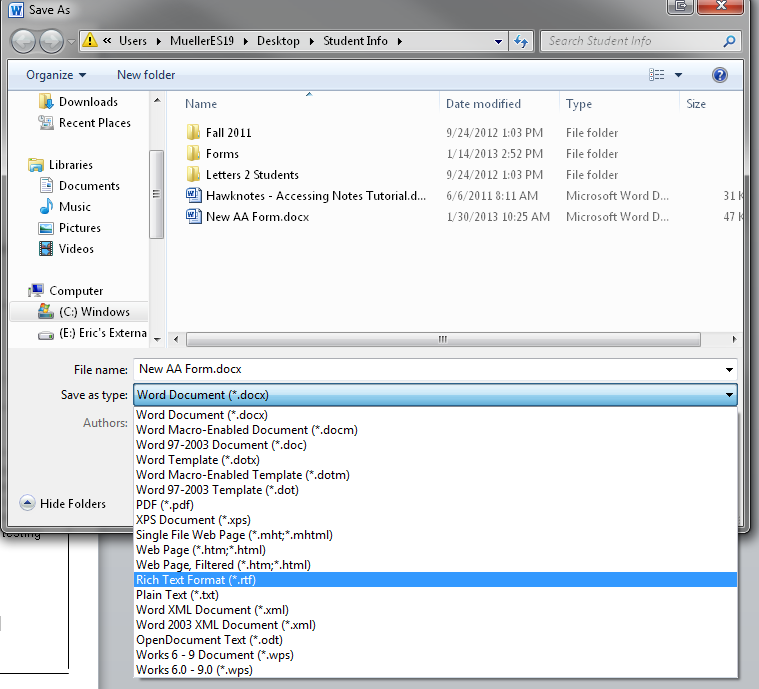 Save As
« Users ▸ MuellerES19 ▸ Desktop ▸ Student Info ▸ Search Student Info
Organize New folder
Downloads
Recent Places
Libraries
Documents
Music
Pictures
Videos
Computer
(C:) Windows
(E:) Eric's Externa
Name Date modified Type Size
Fall 2011 9/24/2012 1:03 PM File folder
Forms 1/14/2013 2:52 PM File folder
Letters 2 Students 9/24/2012 1:03 PM File folder
Hawknotes - Accessing Notes Tutorial.d... 6/6/2011 8:11 AM Microsoft Word D... 31 K
New AA Form.docx 1/30/2013 10:25 AM Microsoft Word D... 47 K
File name: New AA Form.docx
Save as type: Word Document (*.docx)
Authors:
Word Document (*.docx)
Word Macro-Enabled Document (*.docm)
Word 97-2003 Document (*.doc)
Word Template (*.dotx)
Word Macro-Enabled Template (*.dotm)
Word 97-2003 Template (*.dot)
PDF (*.pdf)
XPS Document (*.xps)
Single File Web Page (*.mht;*.mhtml)
Web Page (*.htm;*.html)
Web Page, Filtered (*.htm;*.html)
Rich Text Format (*.rtf)
Plain Text (*.txt)
Word XML Document (*.xml)
Word 2003 XML Document (*.xml)
OpenDocument Text (*.odt)
Works 6 - 9 Document (*.wps)
Works 6.0 - 9.0 (*.wps)
Hide Folders
testing